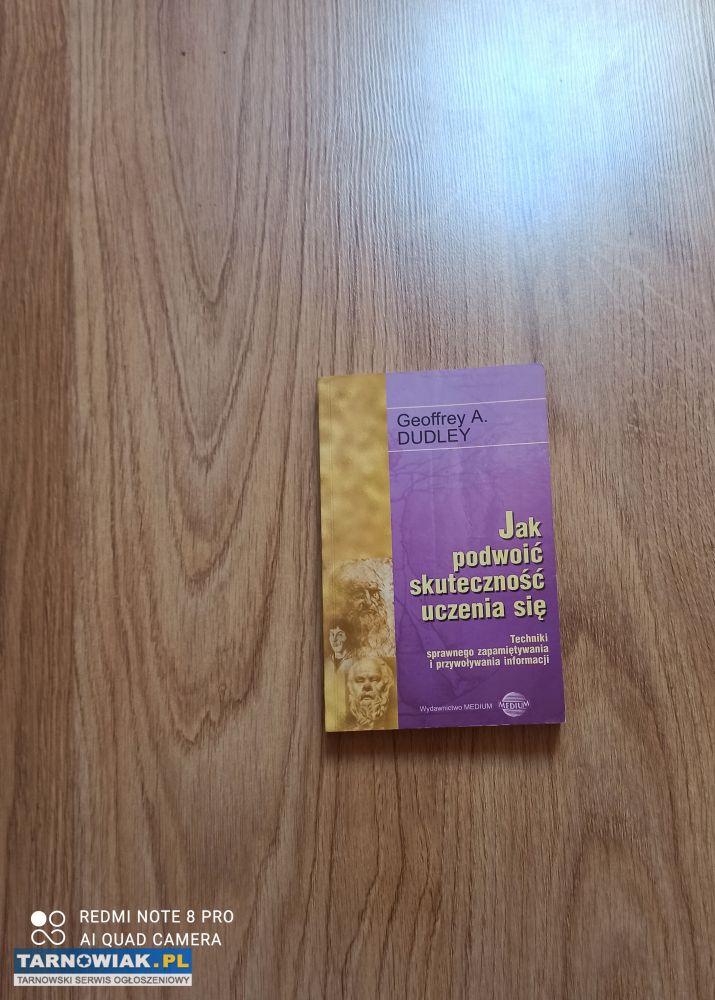 Geoffrey A.
DUDLEY
Jak
podwoić
skuteczność
uczenia się
Techniki
sprawnego zapamiętywania
i przywoływania informacji
Wydawnictwo MEDIUM
MEDIUM
REDMI NOTE 8 PRO
AI QUAD CAMERA
TARNOWIAK.PL
TARNOWSKI SERWIS OGŁOSZENIOWY